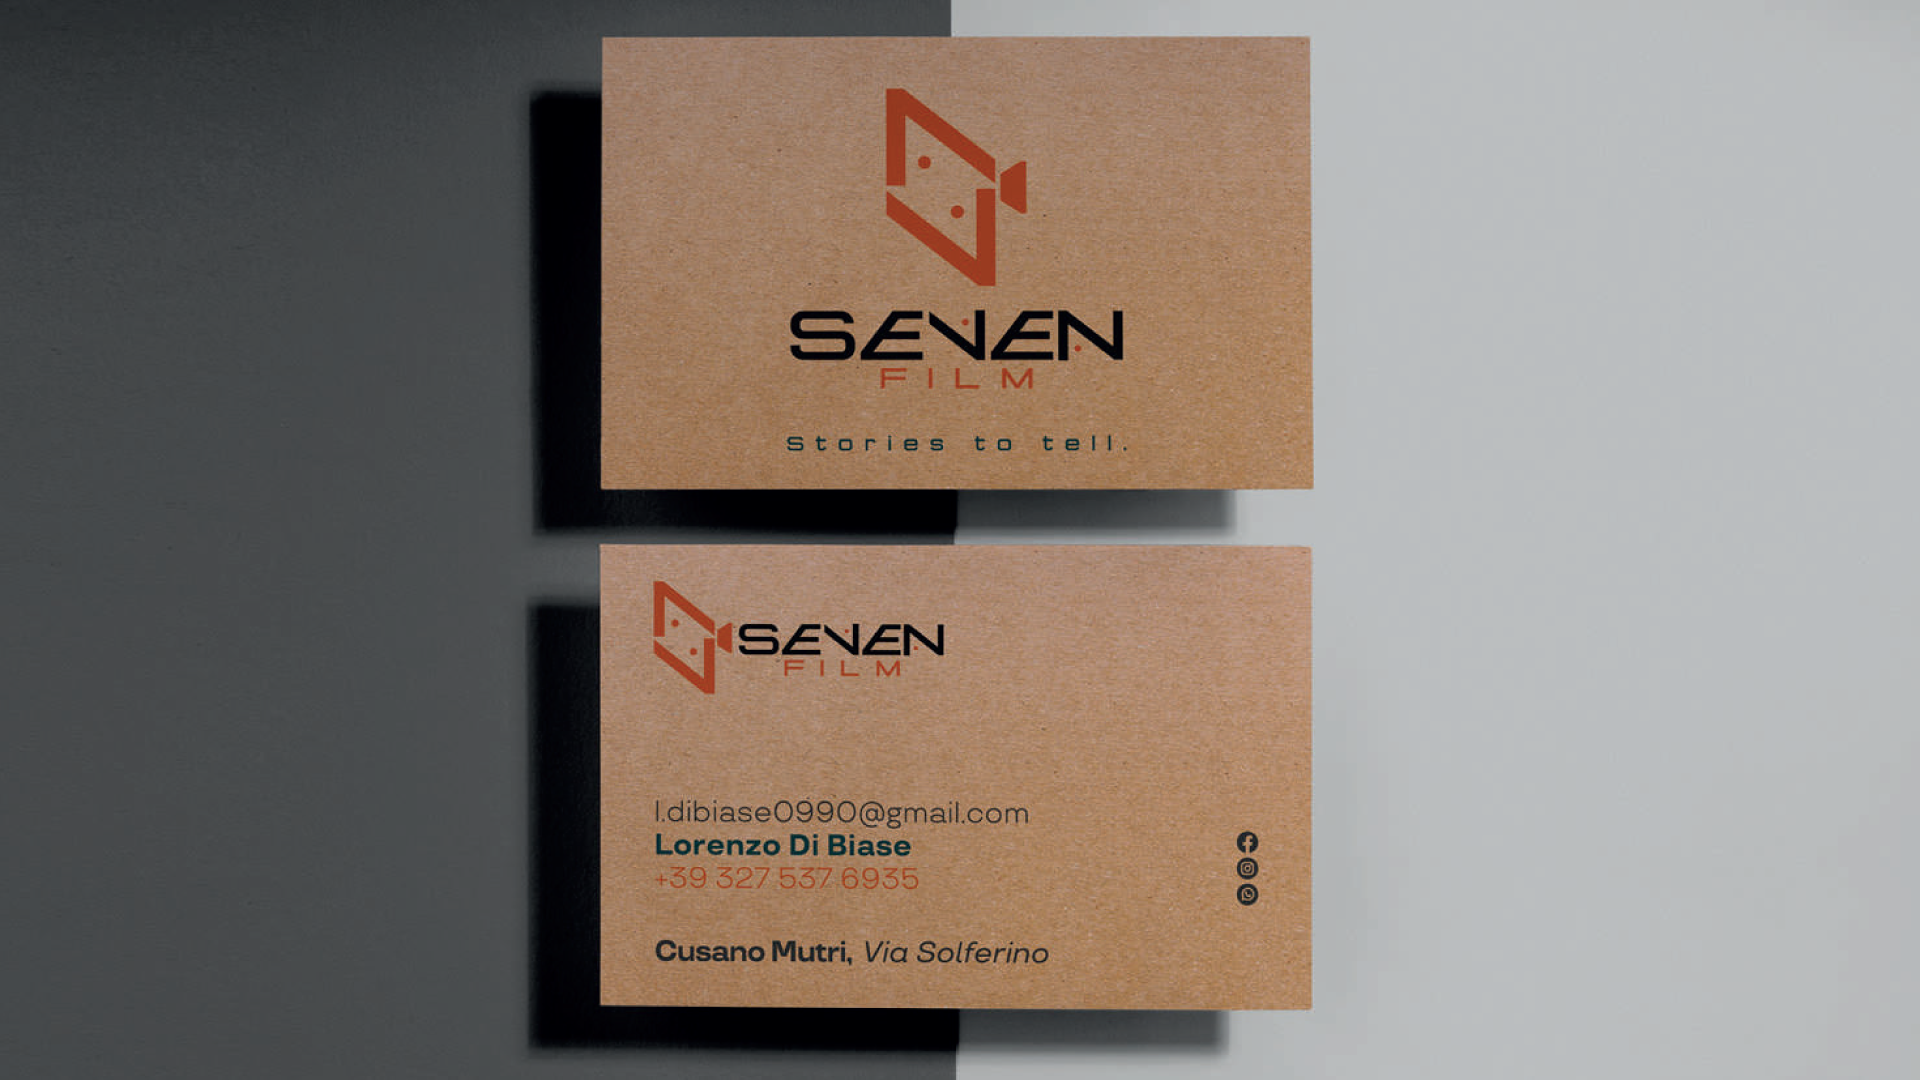 SEVEN
FILM
Stories to tell.
SEVEN
FILM
l.dibiase0990@gmail.com
Lorenzo Di Biase
+39 327 537 6935
Cusano Mutri, Via Solferino